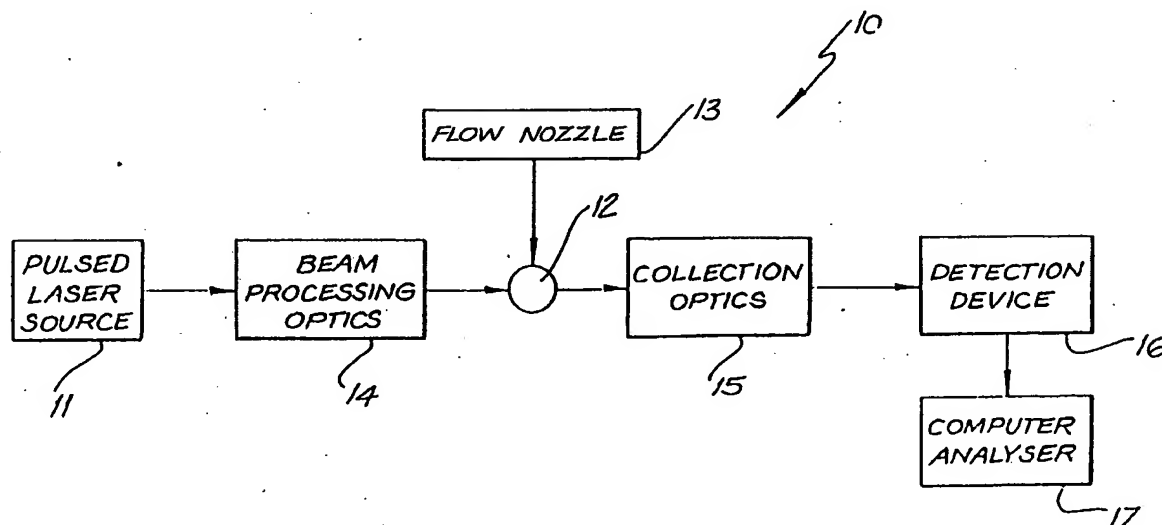 10
FLOW NOZZLE
13
12
PULSED
LASER
SOURCE
11
BEAM
PROCESSING
OPTICS
14
COLLECTION
OPTICS
15
DETECTION
DEVICE
16
COMPUTER
ANALYSER
17